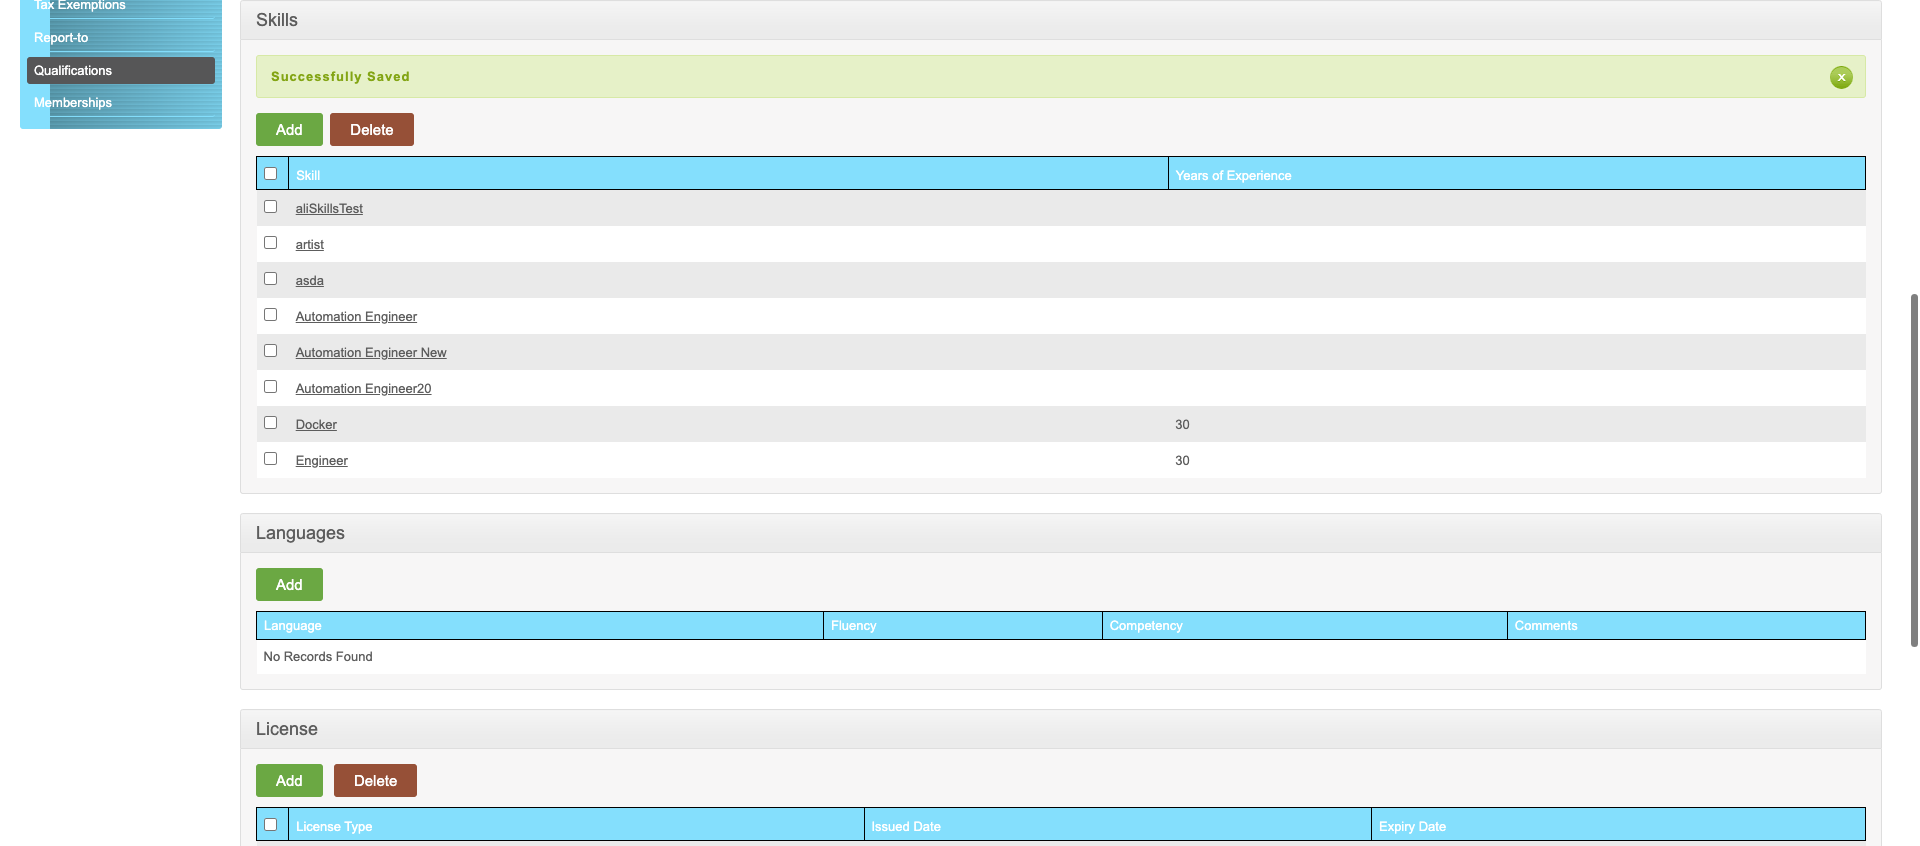 Tax Exemptions
Report-to
Qualifications
Memberships
Skills
Successfully Saved
x
Add Delete
Skill Years of Experience
aliSkillsTest
artist
asda
Automation Engineer
Automation Engineer New
Automation Engineer20
Docker 30
Engineer 30
Languages
Add
Language Fluency Competency Comments
No Records Found
License
Add Delete
License Type Issued Date Expiry Date